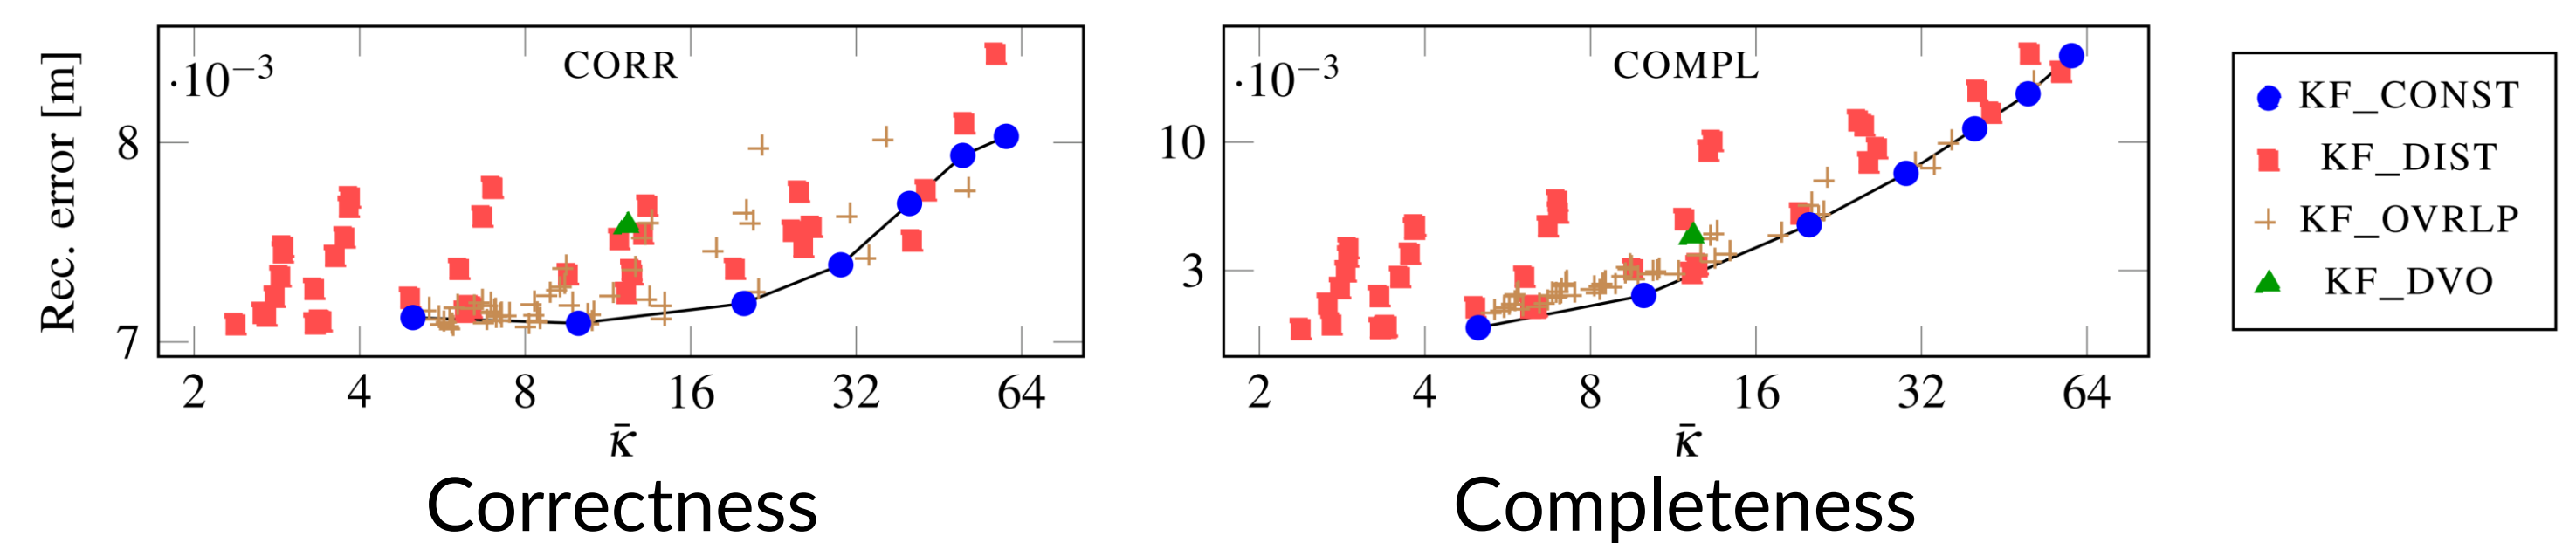 Rec. error [m]
·10⁻³
CORR
8
7
2 4 8 16 32 64
κ̄
Correctness
·10⁻³
COMPL
10
3
2 4 8 16 32 64
κ̄
Completeness
KF_CONST
KF_DIST
KF_OVRLP
KF_DVO